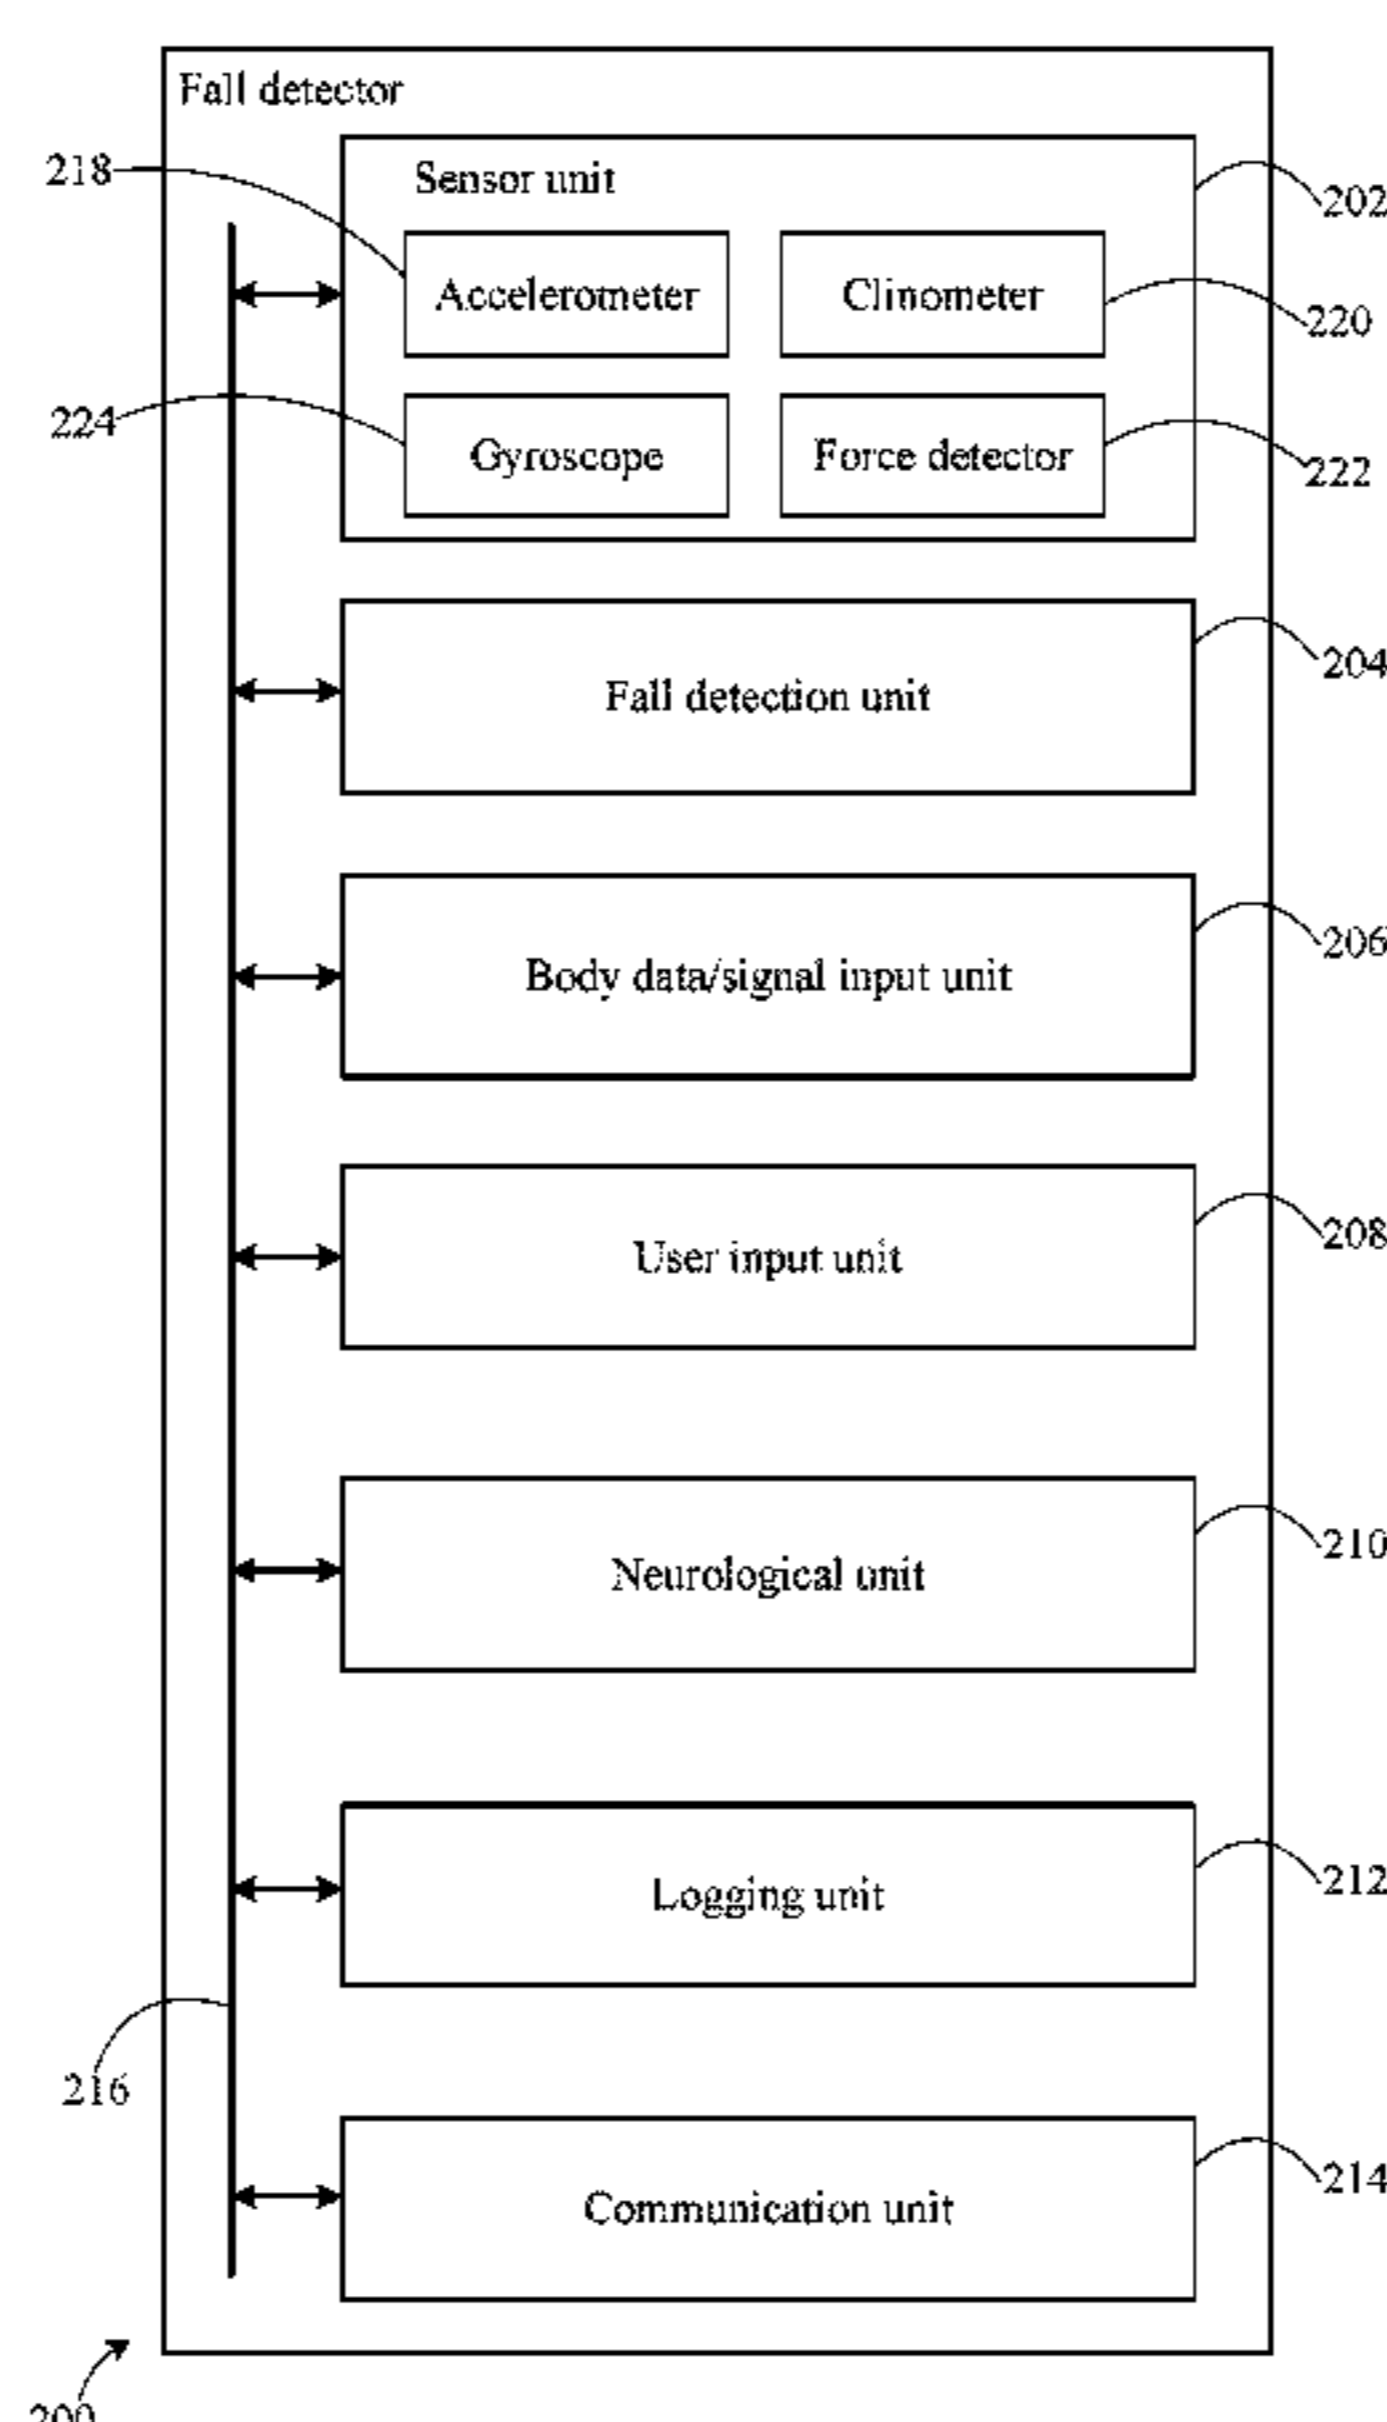 Fall detector
218
Sensor unit
202
Accelerometer
Clinometer
220
224
Gyroscope
Force detector
222
204
Fall detection unit
206
Body data/signal input unit
208
User input unit
210
Neurological unit
212
Logging unit
216
214
Communication unit
200